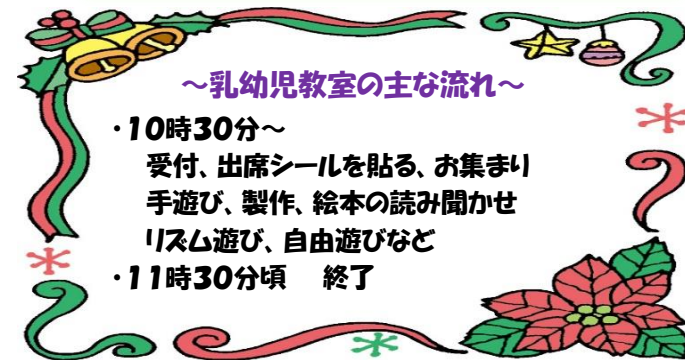 ～乳幼児教室の主な流れ～
・10時30分～
受付、出席シールを貼る、お集まり
手遊び、製作、絵本の読み聞かせ
リズム遊び、自由遊びなど
・11時30分頃　終了